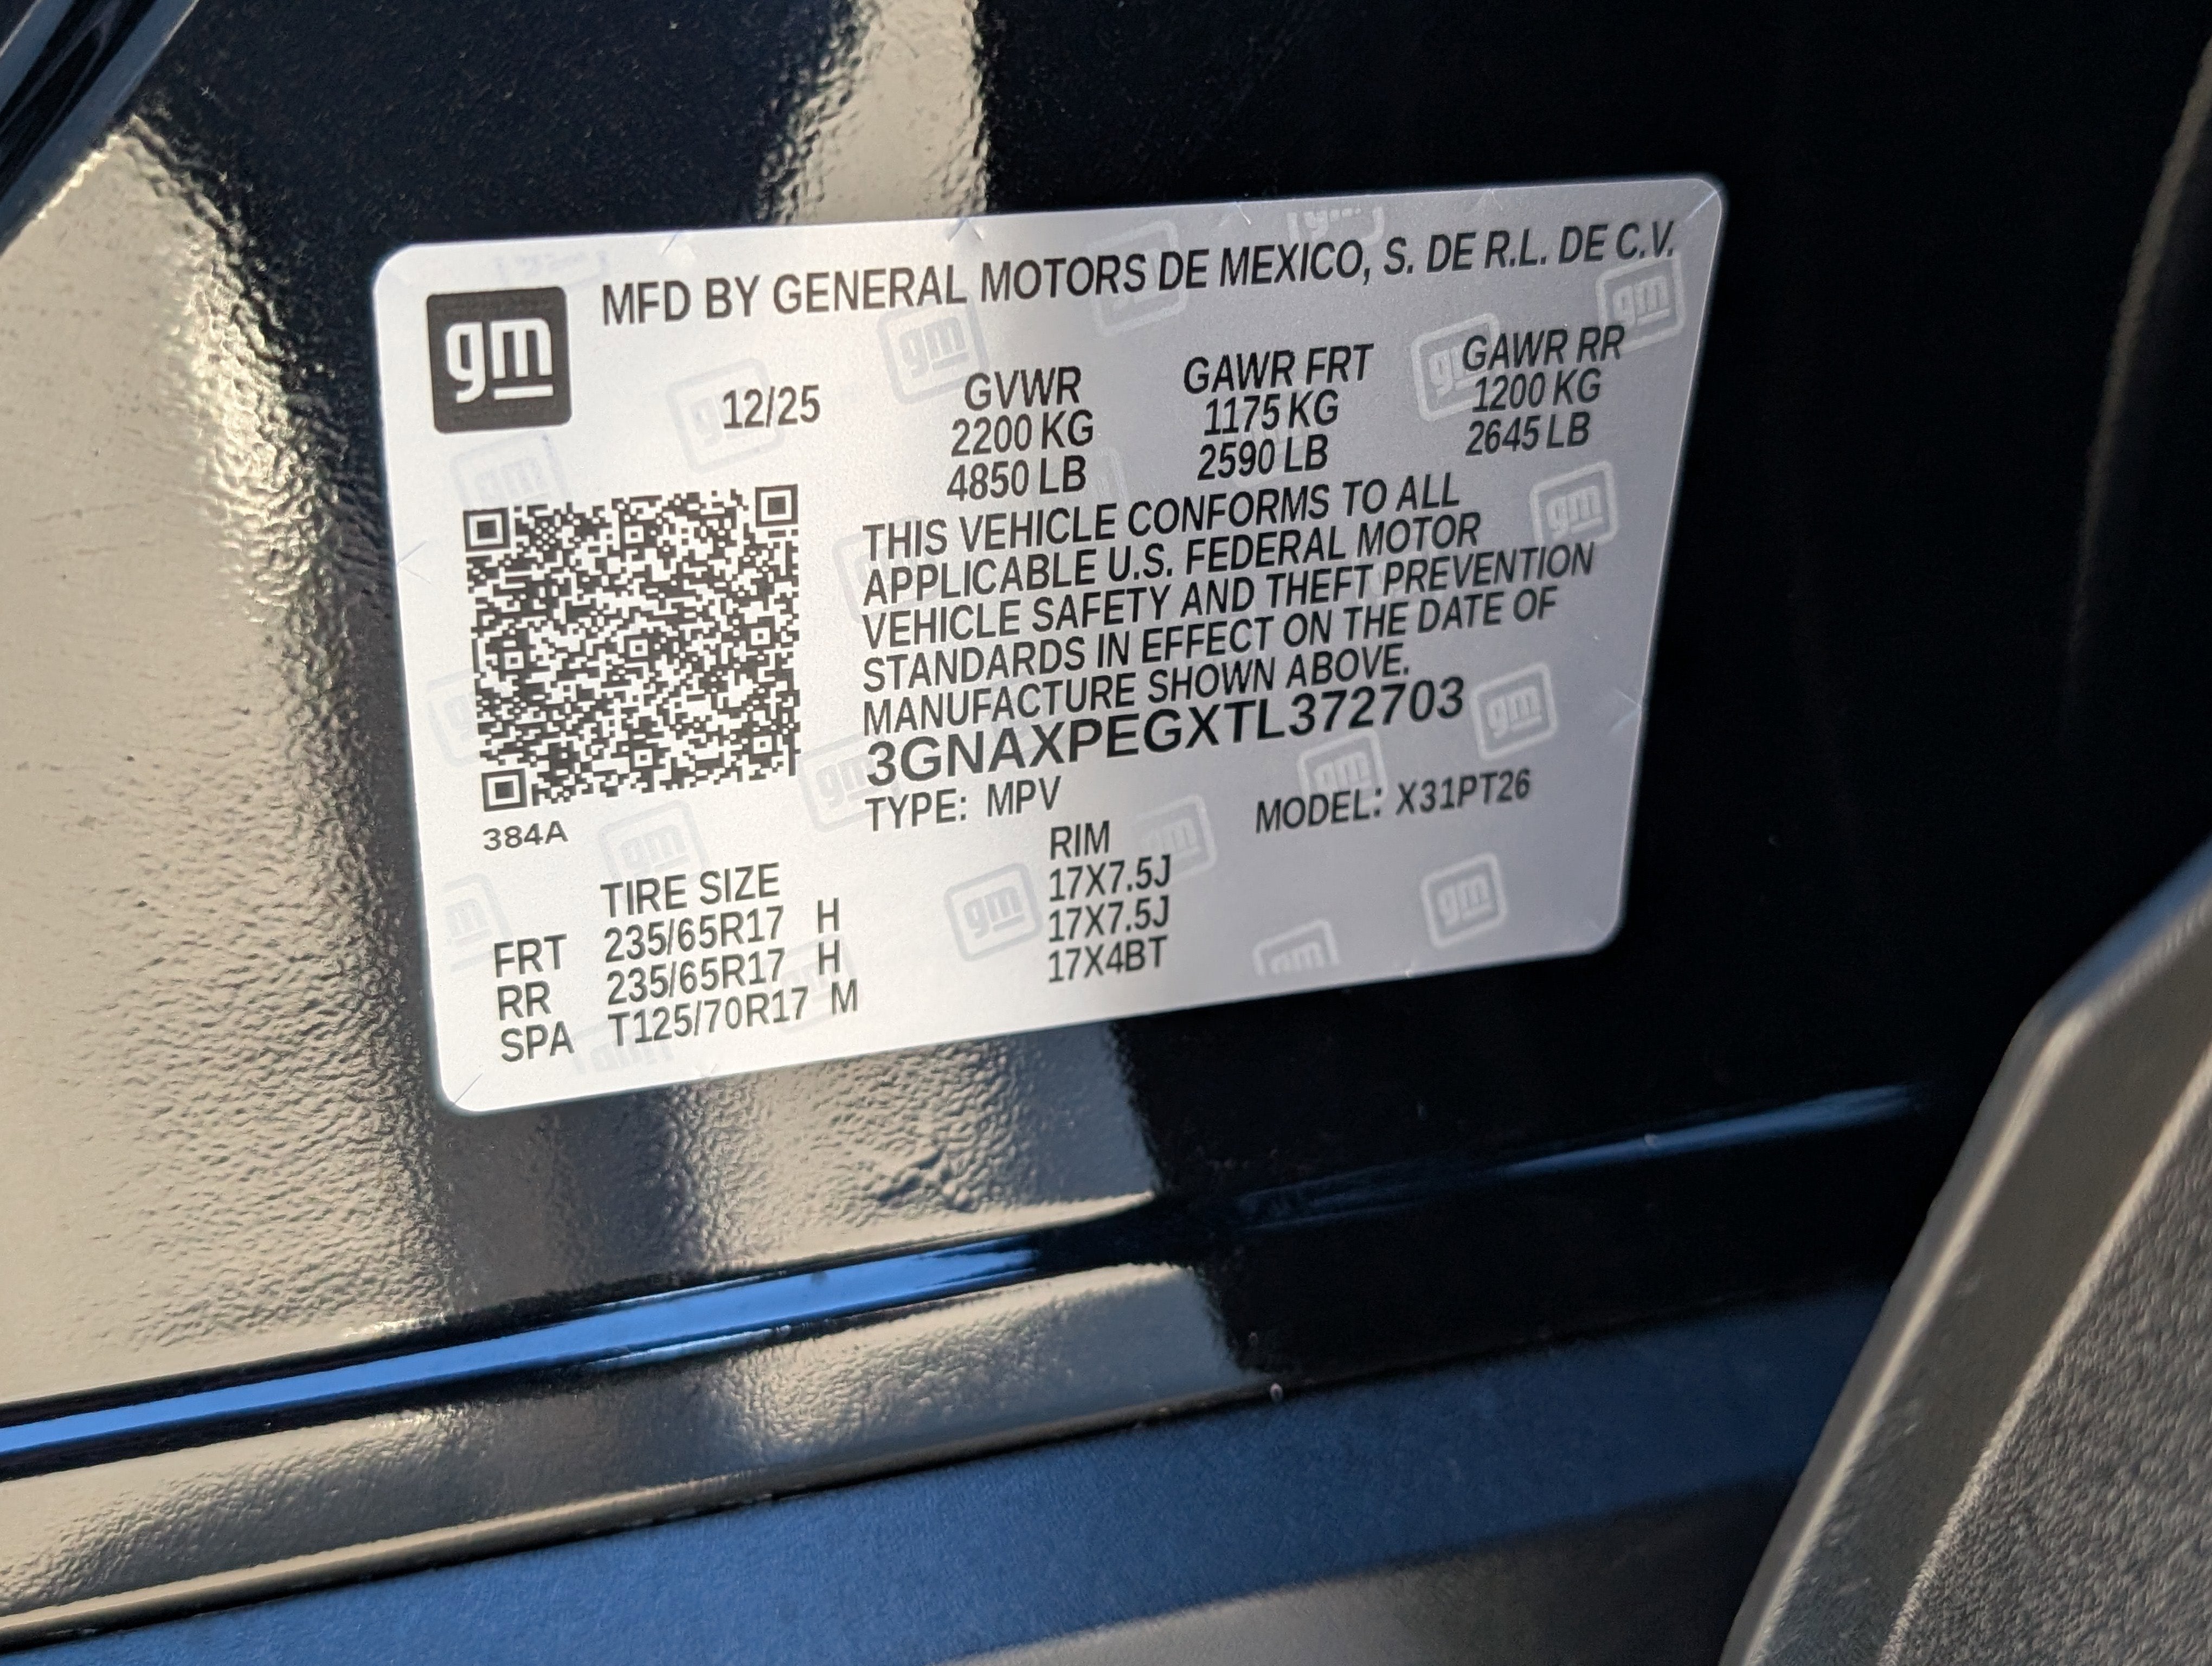 gm
MFD BY GENERAL MOTORS DE MEXICO, S. DE R.L. DE C.V.
12/25
GVWR
2200 KG
4850 LB
GAWR FRT
1175 KG
2590 LB
GAWR RR
1200 KG
2645 LB
THIS VEHICLE CONFORMS TO ALL
APPLICABLE U.S. FEDERAL MOTOR
VEHICLE SAFETY AND THEFT PREVENTION
STANDARDS IN EFFECT ON THE DATE OF
MANUFACTURE SHOWN ABOVE.
3GNAXPEGXTL372703
TYPE: MPV MODEL: X31PT26
384A
TIRE SIZE RIM
FRT 235/65R17 H 17X7.5J
RR 235/65R17 H 17X7.5J
SPA T125/70R17 M 17X4BT